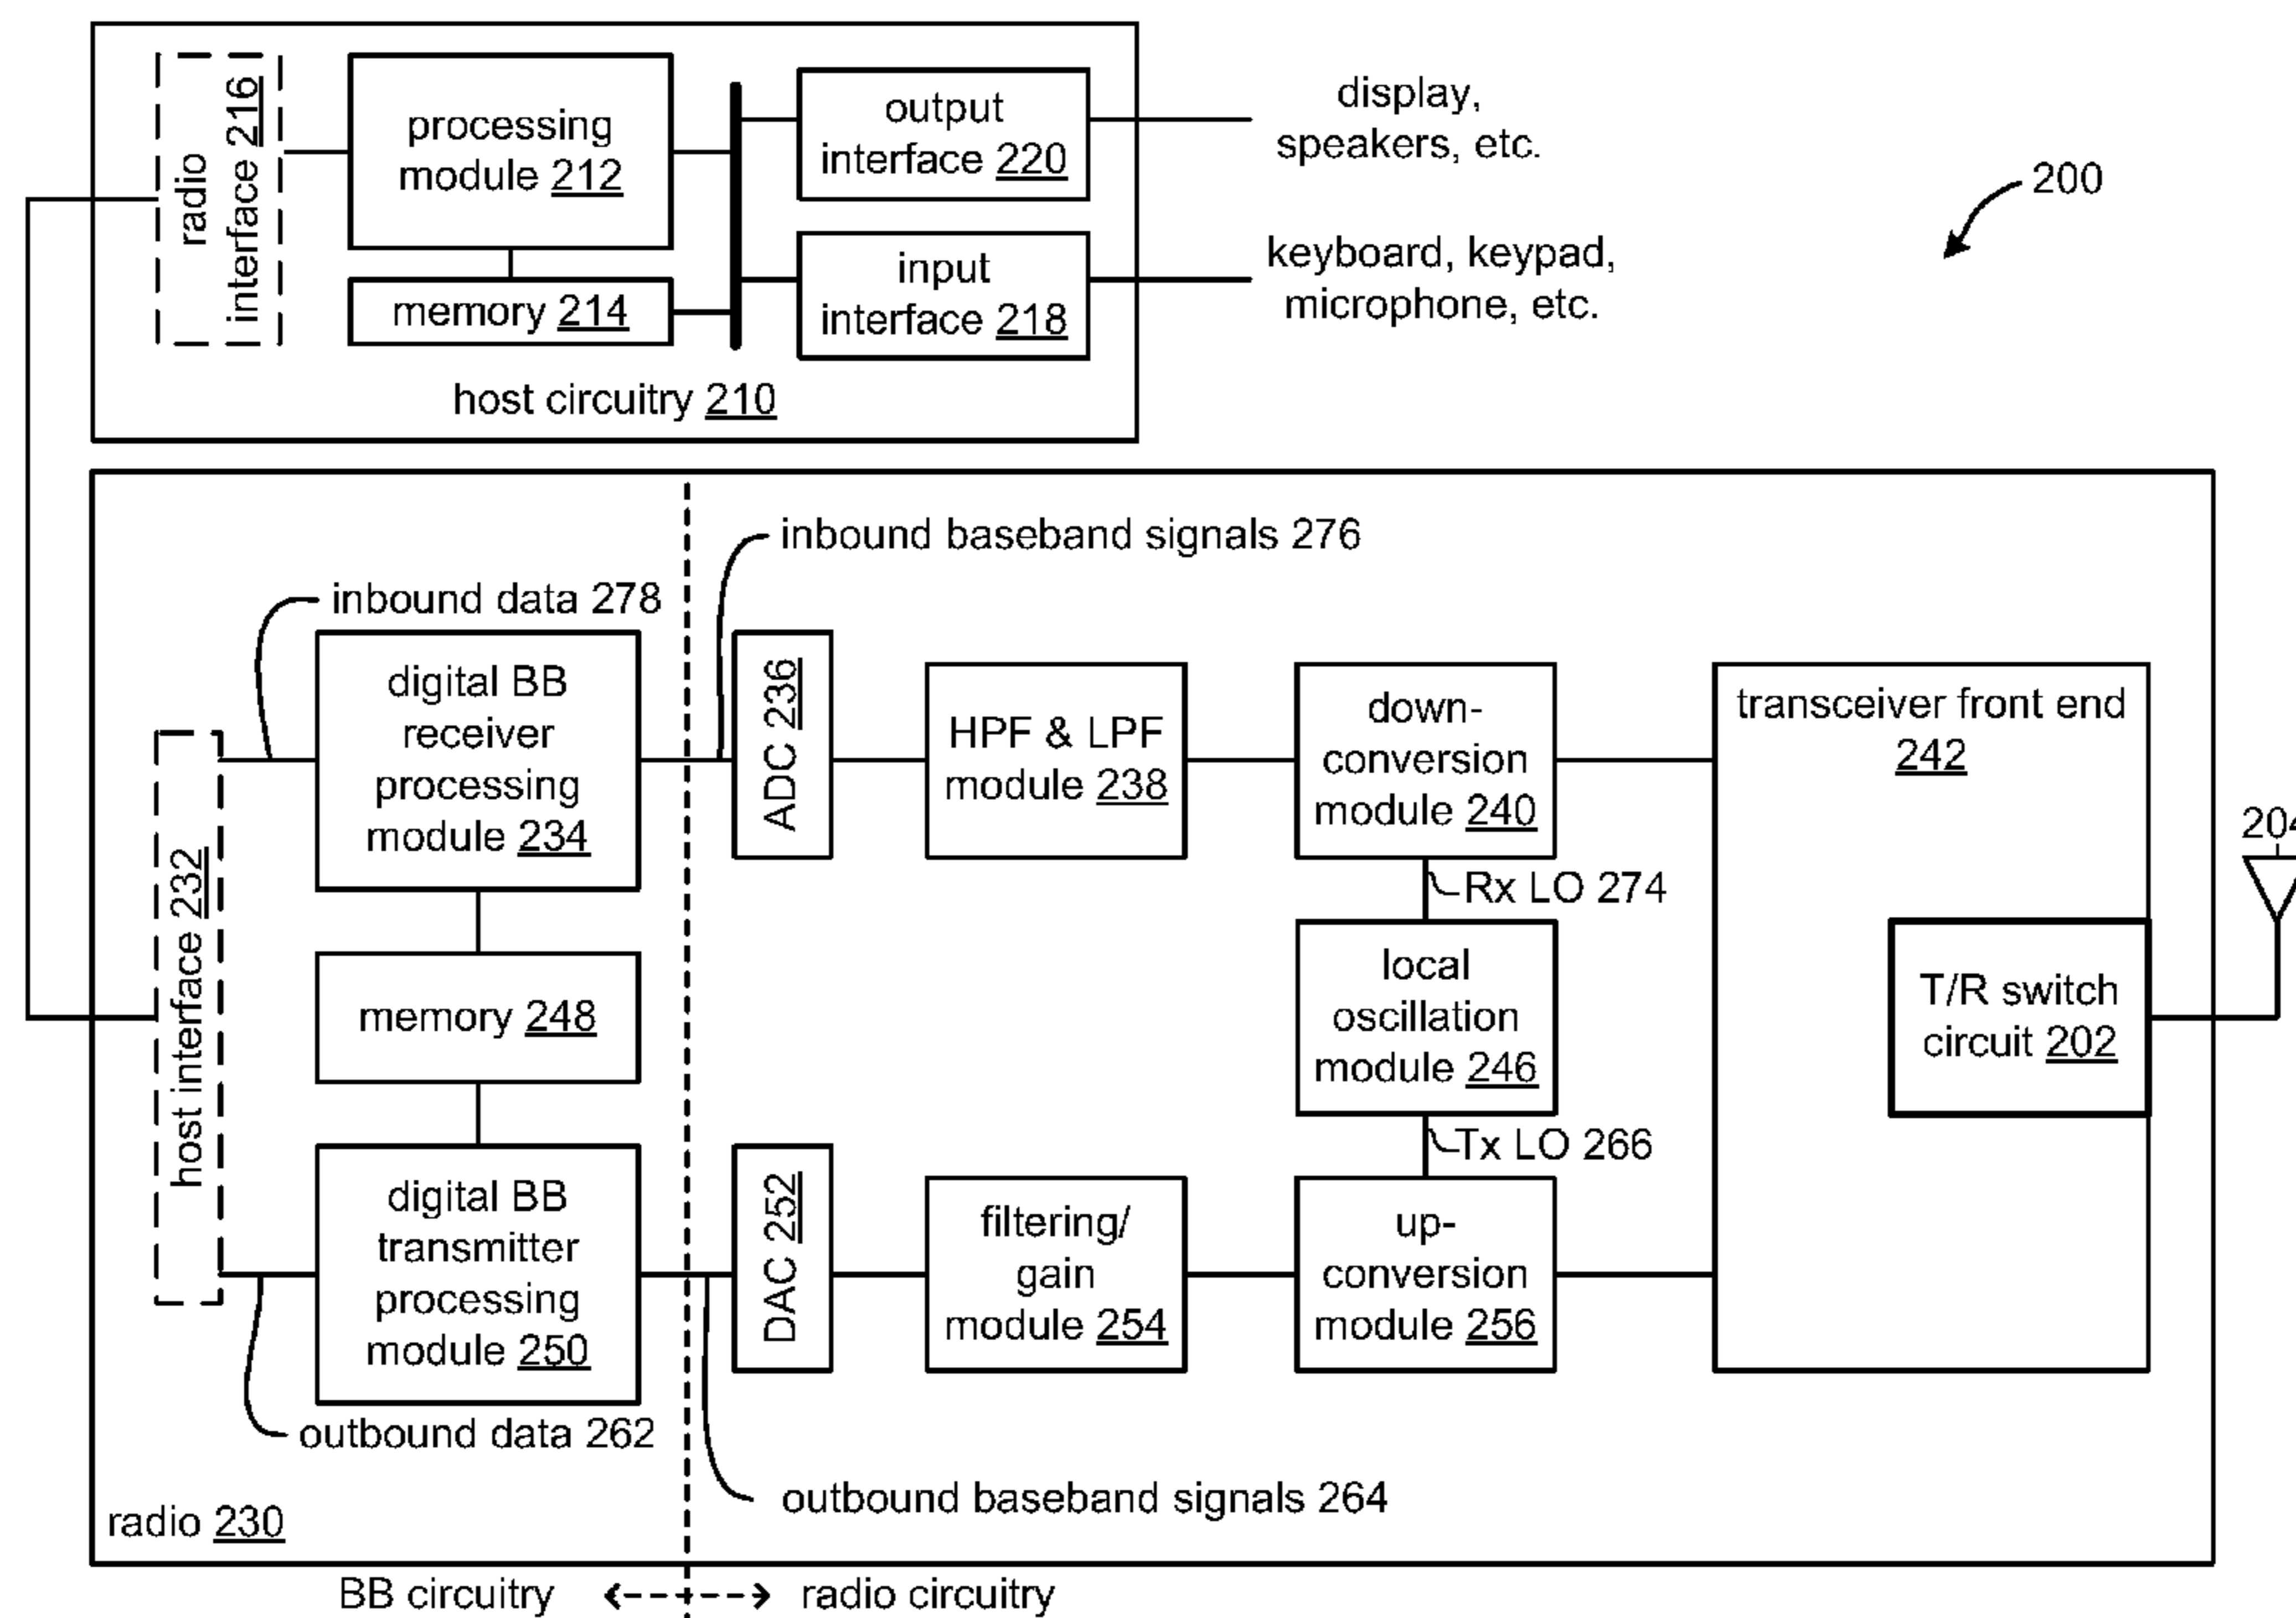 radio
interface 216
processing
module 212
memory 214
output
interface 220
input
interface 218
host circuitry 210
display,
speakers, etc.
keyboard, keypad,
microphone, etc.
200
inbound baseband signals 276
inbound data 278
host interface 232
digital BB
receiver
processing
module 234
ADC 236
HPF & LPF
module 238
down-
conversion
module 240
transceiver front end
242
204
Rx LO 274
memory 248
local
oscillation
module 246
T/R switch
circuit 202
Tx LO 266
digital BB
transmitter
processing
module 250
DAC 252
filtering/
gain
module 254
up-
conversion
module 256
outbound data 262
outbound baseband signals 264
radio 230
BB circuitry
radio circuitry